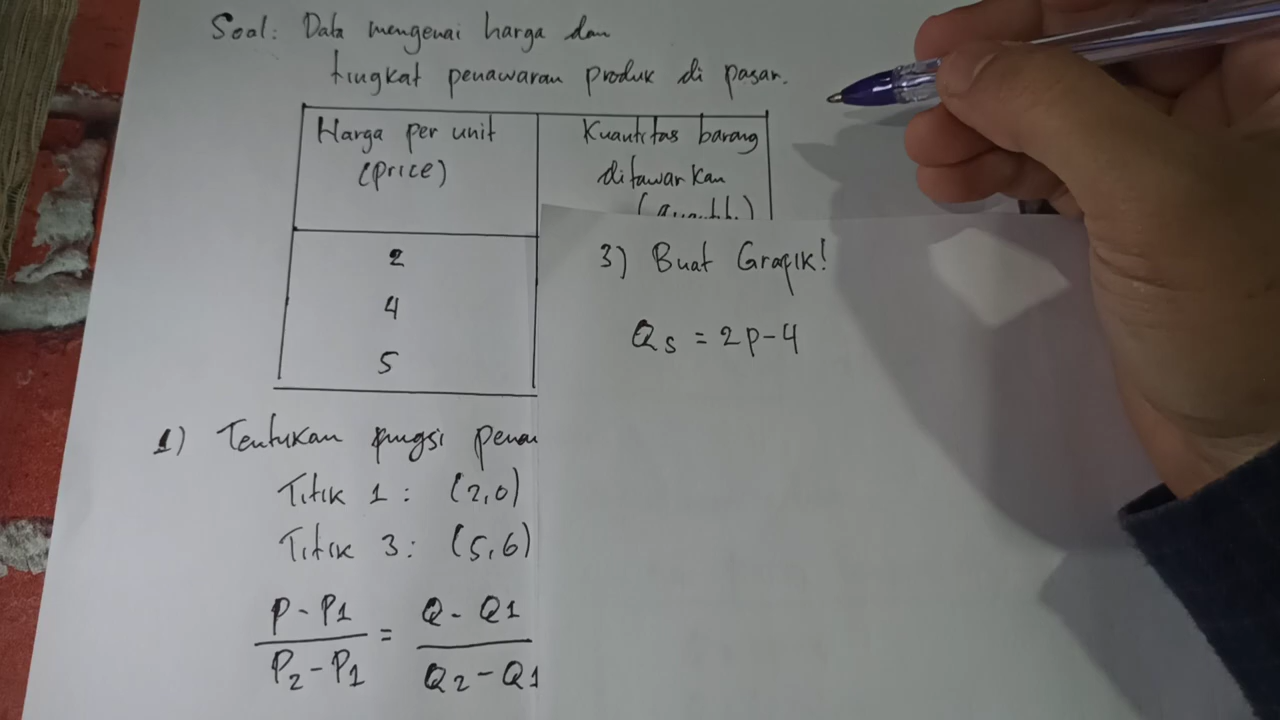 Soal: Data mengenai harga dan
tingkat penawaran produk di pasar.
Harga per unit
(price)
Kuantitas barang
ditawarkan
2
4
5
3) Buat Grafik!
Qs = 2p-4
1) Tentukan fungsi
Titik 1: (2,0)
Titik 3: (5,6)
P - P1 / P2 - P1 = Q - Q1 / Q2 - Q1